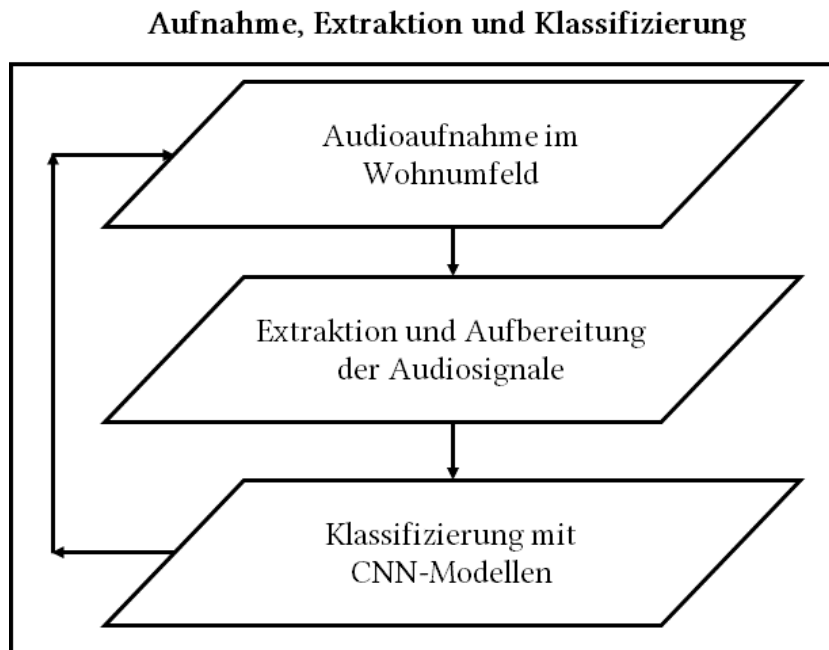 Aufnahme, Extraktion und Klassifizierung
Audioaufnahme im
Wohnumfeld
Extraktion und Aufbereitung
der Audiosignale
Klassifizierung mit
CNN-Modellen